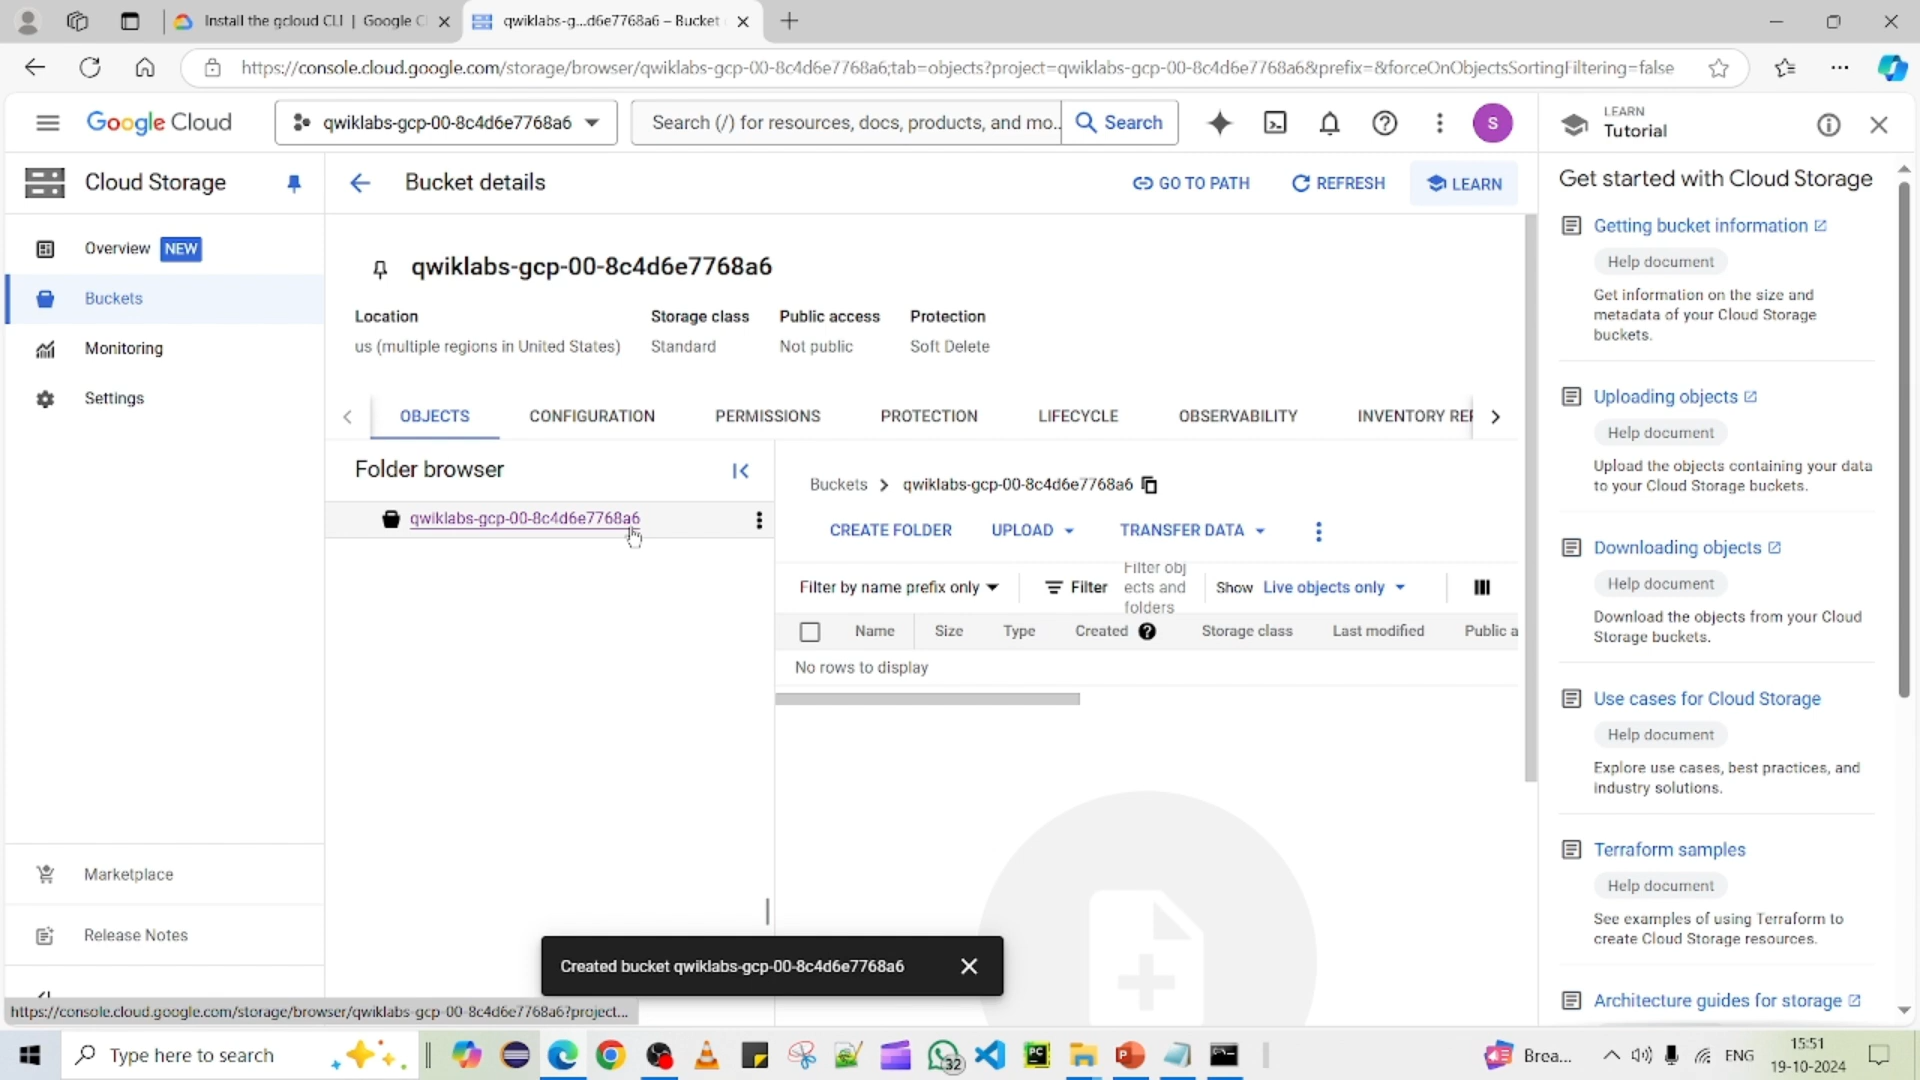 Install the gcloud CLI | Google C
qwiklabs-g...d6e7768a6 – Bucket
https://console.cloud.google.com/storage/browser/qwiklabs-gcp-00-8c4d6e7768a6;tab=objects?project=qwiklabs-gcp-00-8c4d6e7768a6&prefix=&forceOnObjectsSortingFiltering=false
Google Cloud
qwiklabs-gcp-00-8c4d6e7768a6
Search (/) for resources, docs, products, and mo..
Search
S
LEARN
Tutorial
Cloud Storage
Bucket details
GO TO PATH
REFRESH
LEARN
Overview NEW
Buckets
Monitoring
Settings
Marketplace
Release Notes
qwiklabs-gcp-00-8c4d6e7768a6
Location
Storage class
Public access
Protection
us (multiple regions in United States)
Standard
Not public
Soft Delete
OBJECTS
CONFIGURATION
PERMISSIONS
PROTECTION
LIFECYCLE
OBSERVABILITY
INVENTORY REF
Folder browser
qwiklabs-gcp-00-8c4d6e7768a6
Buckets > qwiklabs-gcp-00-8c4d6e7768a6
CREATE FOLDER
UPLOAD
TRANSFER DATA
Filter by name prefix only
Filter
Filter obj
ects and
folders
Show Live objects only
Name
Size
Type
Created
Storage class
Last modified
Public a
No rows to display
Get started with Cloud Storage
Getting bucket information
Help document
Get information on the size and
metadata of your Cloud Storage
buckets.
Uploading objects
Help document
Upload the objects containing your data
to your Cloud Storage buckets.
Downloading objects
Help document
Download the objects from your Cloud
Storage buckets.
Use cases for Cloud Storage
Help document
Explore use cases, best practices, and
industry solutions.
Terraform samples
Help document
See examples of using Terraform to
create Cloud Storage resources.
Architecture guides for storage
Created bucket qwiklabs-gcp-00-8c4d6e7768a6
https://console.cloud.google.com/storage/browser/qwiklabs-gcp-00-8c4d6e7768a6?project...
Type here to search
32
PC
Brea...
ENG
15:51
19-10-2024